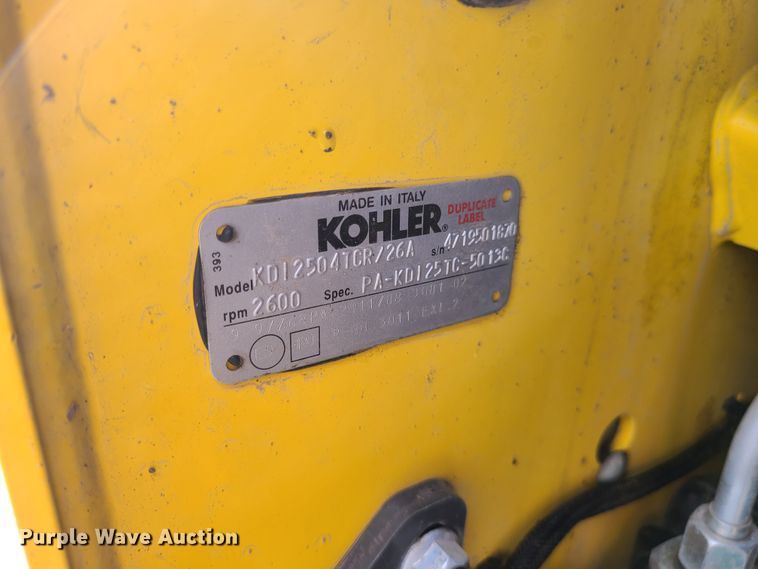 MADE IN ITALY
KOHLER®
DUPLICATE
LABEL
393
Model KDI2504TCR/26A s/n 4719501870
rpm 2600 Spec. PA-KDI25TC-5013C
Purple Wave Auction®